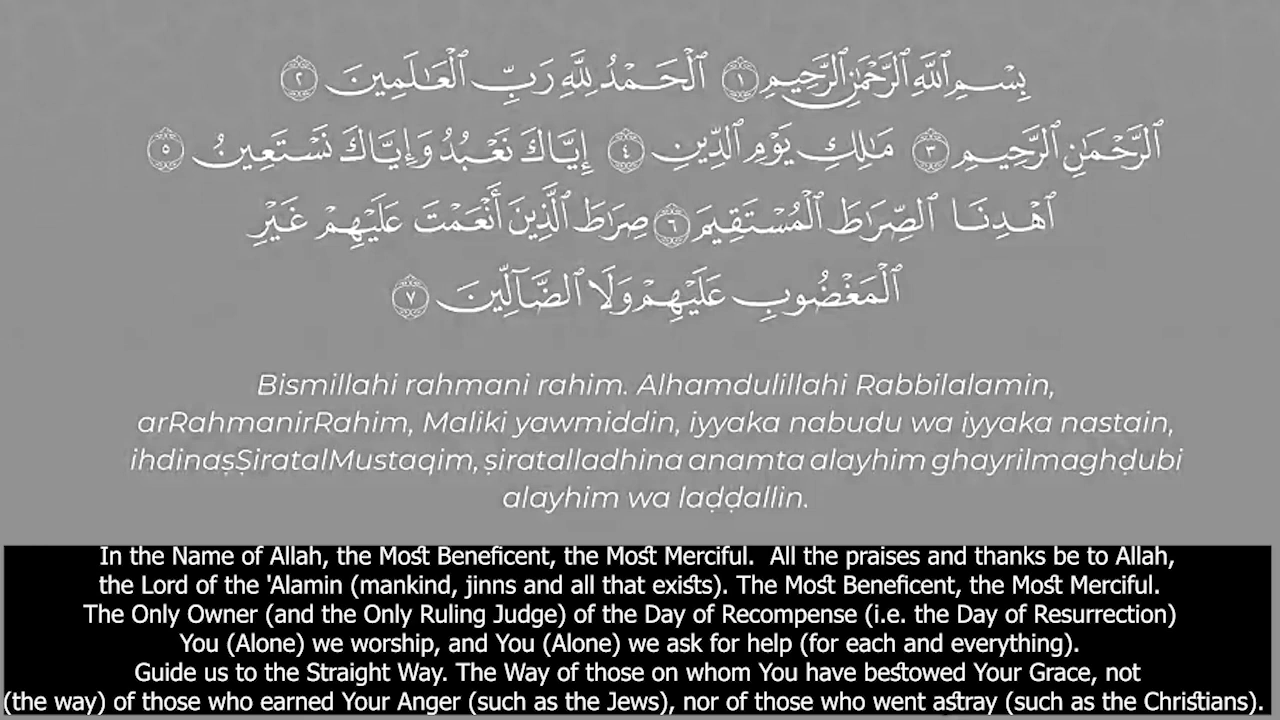 بِسْمِ ٱللَّهِ ٱلرَّحْمَٰنِ ٱلرَّحِيمِ ١ ٱلْحَمْدُ لِلَّهِ رَبِّ ٱلْعَـٰلَمِينَ ٢
ٱلرَّحْمَـٰنِ ٱلرَّحِيمِ ٣ مَـٰلِكِ يَوْمِ ٱلدِّينِ ٤ إِيَّاكَ نَعْبُدُ وَإِيَّاكَ نَسْتَعِينُ ٥
ٱهْدِنَا ٱلصِّرَٰطَ ٱلْمُسْتَقِيمَ ٦ صِرَٰطَ ٱلَّذِينَ أَنْعَمْتَ عَلَيْهِمْ غَيْرِ
ٱلْمَغْضُوبِ عَلَيْهِمْ وَلَا ٱلضَّآلِّينَ ٧
Bismillahi rahmani rahim. Alhamdulillahi Rabbilalamin,
arRahmanirRahim, Maliki yawmiddin, iyyaka nabudu wa iyyaka nastain,
ihdinaṣṢiratalMustaqim, ṣiratalladhina anamta alayhim ghayrilmaghḍubi
alayhim wa laḍḍallin.
In the Name of Allah, the Most Beneficent, the Most Merciful.  All the praises and thanks be to Allah,
the Lord of the 'Alamin (mankind, jinns and all that exists). The Most Beneficent, the Most Merciful.
The Only Owner (and the Only Ruling Judge) of the Day of Recompense (i.e. the Day of Resurrection)
You (Alone) we worship, and You (Alone) we ask for help (for each and everything).
Guide us to the Straight Way. The Way of those on whom You have bestowed Your Grace, not
(the way) of those who earned Your Anger (such as the Jews), nor of those who went astray (such as the Christians).